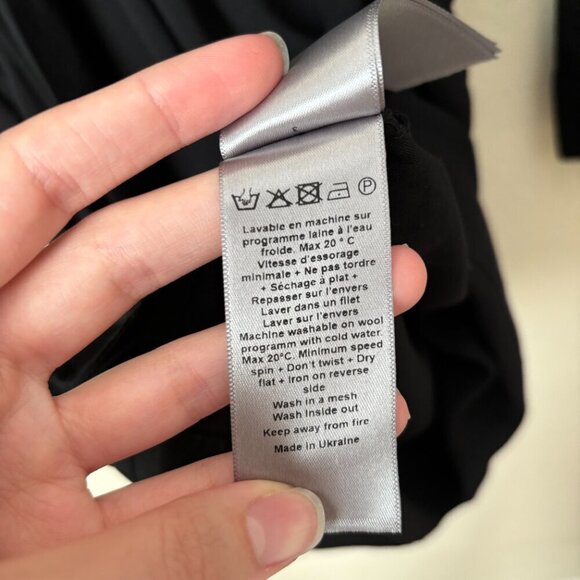 P
Lavable en machine sur
programme laine à l'eau
froide. Max 20 ° C
Vitesse d'essorage
minimale + Ne pas tordre
+ Séchage à plat +
Repasser sur l'envers
Laver dans un filet
Laver sur l'envers
Machine washable on wool
programm with cold water
Max 20°C. Minimum speed
spin + Don't twist + Dry
flat + Iron on reverse
side
Wash in a mesh
Wash Inside out
Keep away from fire
Made in Ukraine